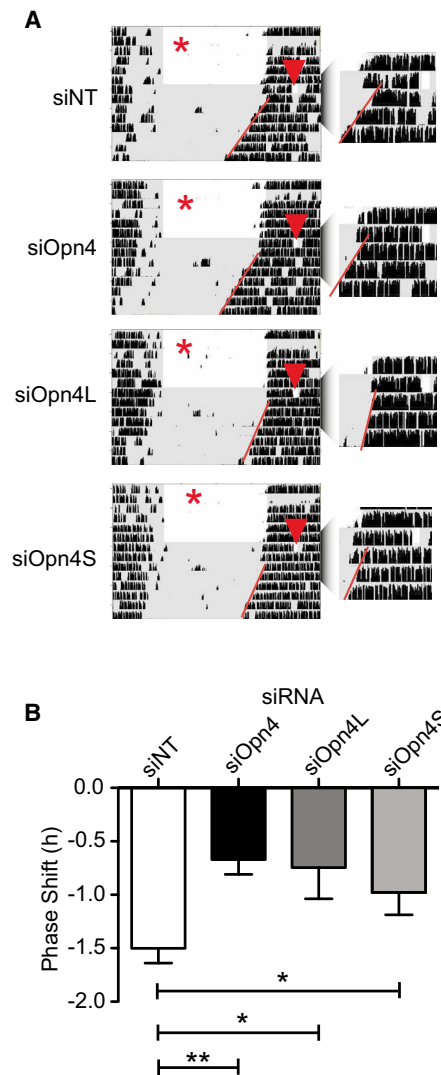 A
siNT
*
siOpn4
*
siOpn4L
*
siOpn4S
*
B
siRNA
siNT siOpn4 siOpn4L siOpn4S
Phase Shift (h)
0.0
-0.5
-1.0
-1.5
-2.0
*
*
**